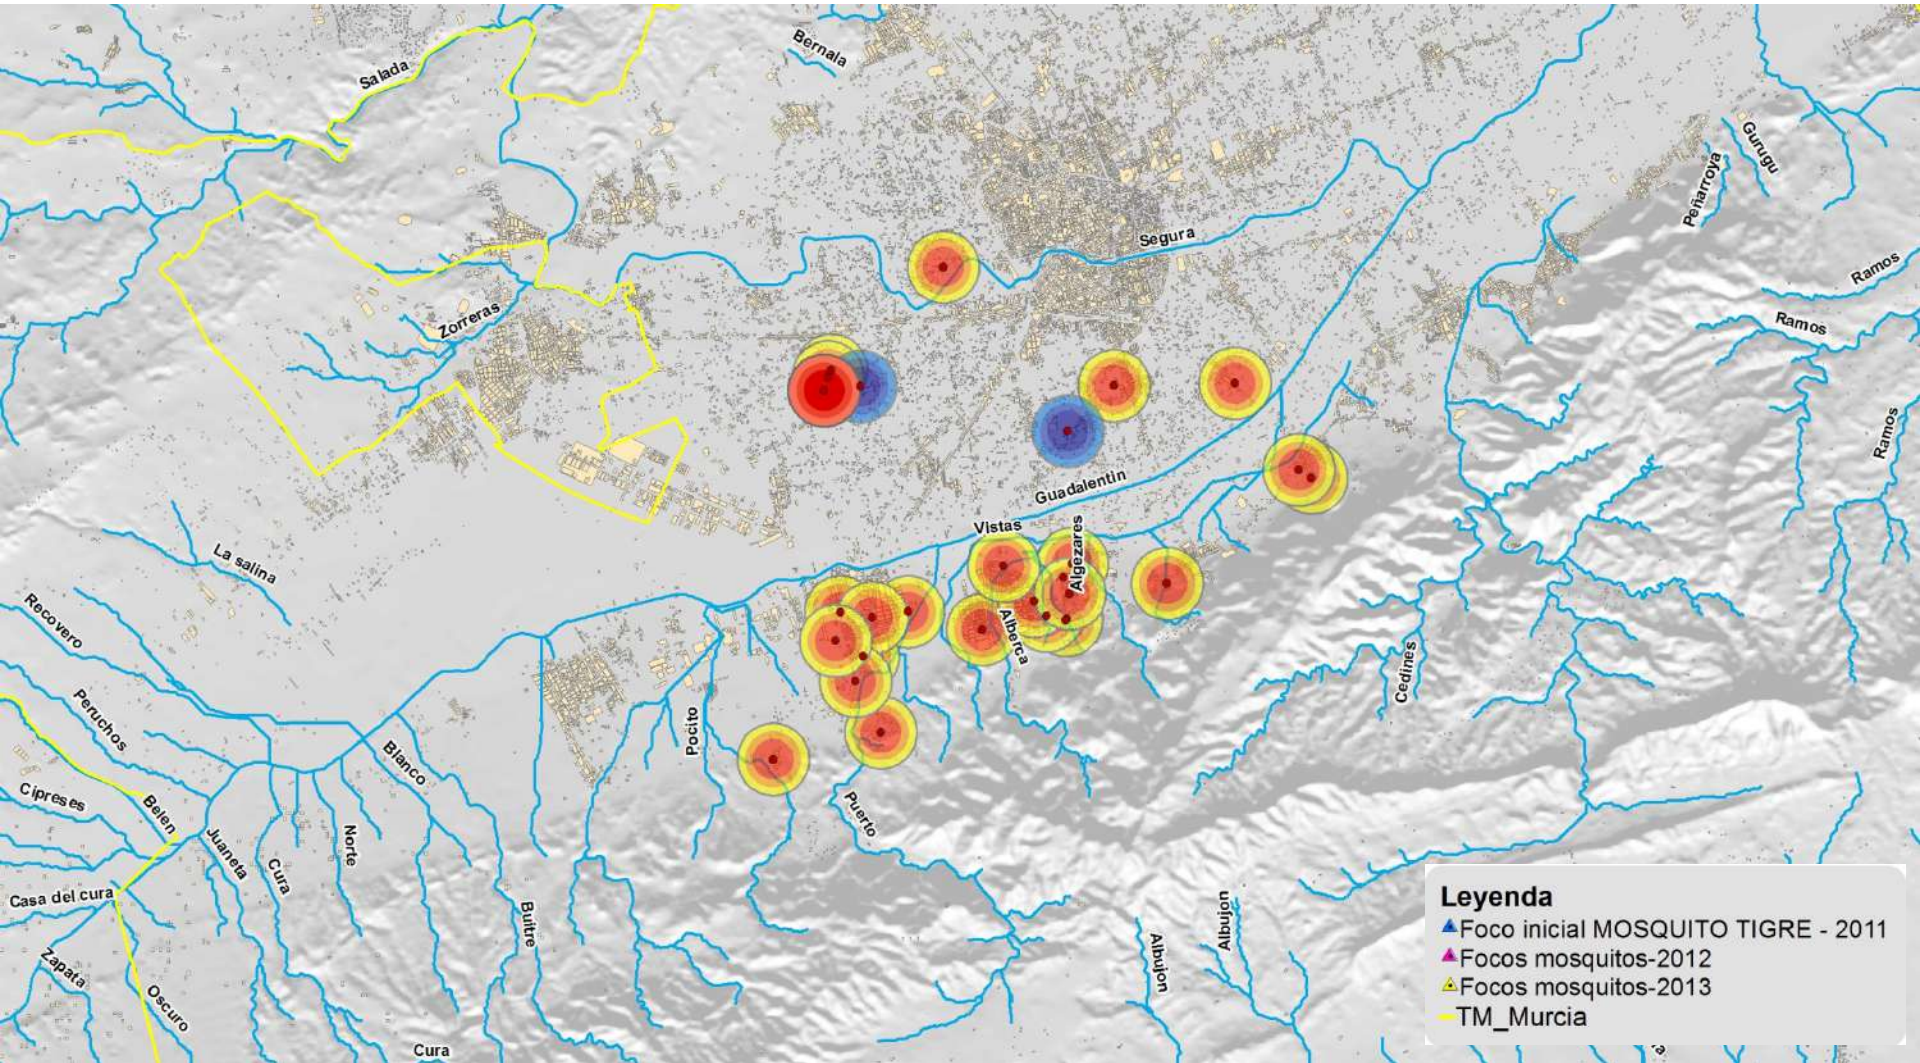 Bernala
Salada
Gurugu
Peñarroya
Segura
Ramos
Zorreras
Ramos
Ramos
Guadalentin
Vistas
Algezares
La salina
Recovero
Alberca
Cedines
Peruchos
Pocito
Blanco
Cipreses
Belen
Puerto
Juaneta
Norte
Cura
Casa del cura
Buitre
Albujon
Albujon
Zapata
Oscuro
Cura
Leyenda
Foco inicial MOSQUITO TIGRE - 2011
Focos mosquitos-2012
Focos mosquitos-2013
TM_Murcia